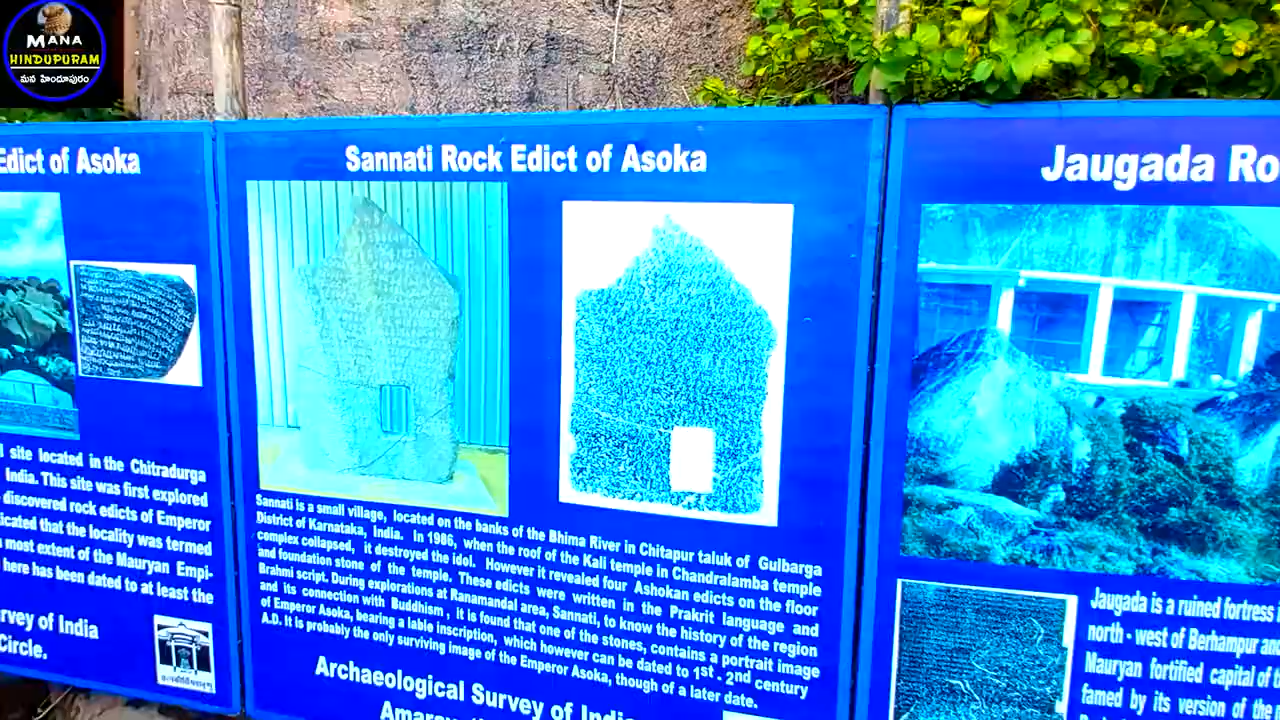 MANA
HINDUPURAM
మన హిందూపురం
Edict of Asoka
site located in the Chitradurga
India. This site was first explored
discovered rock edicts of Emperor
icated that the locality was termed
most extent of the Mauryan Empi-
here has been dated to at least the
rvey of India
Circle.
Sannati Rock Edict of Asoka
Sannati is a small village, located on the banks of the Bhima River in Chitapur taluk of Gulbarga
District of Karnataka, India. In 1986, when the roof of the Kali temple in Chandralamba temple
complex collapsed, it destroyed the idol. However it revealed four Ashokan edicts on the floor
and foundation stone of the temple. These edicts were written in the Prakrit language and
Brahmi script. During explorations at Ranamandal area, Sannati, to know the history of the region
and its connection with Buddhism, it is found that one of the stones, contains a portrait image
of Emperor Asoka, bearing a lable inscription, which however can be dated to 1st - 2nd century
A.D. It is probably the only surviving image of the Emperor Asoka, though of a later date.
Archaeological Survey of India
Jaugada Ro
Jaugada is a ruined fortress
north - west of Berhampur and
Mauryan fortified capital of
famed by its version of the